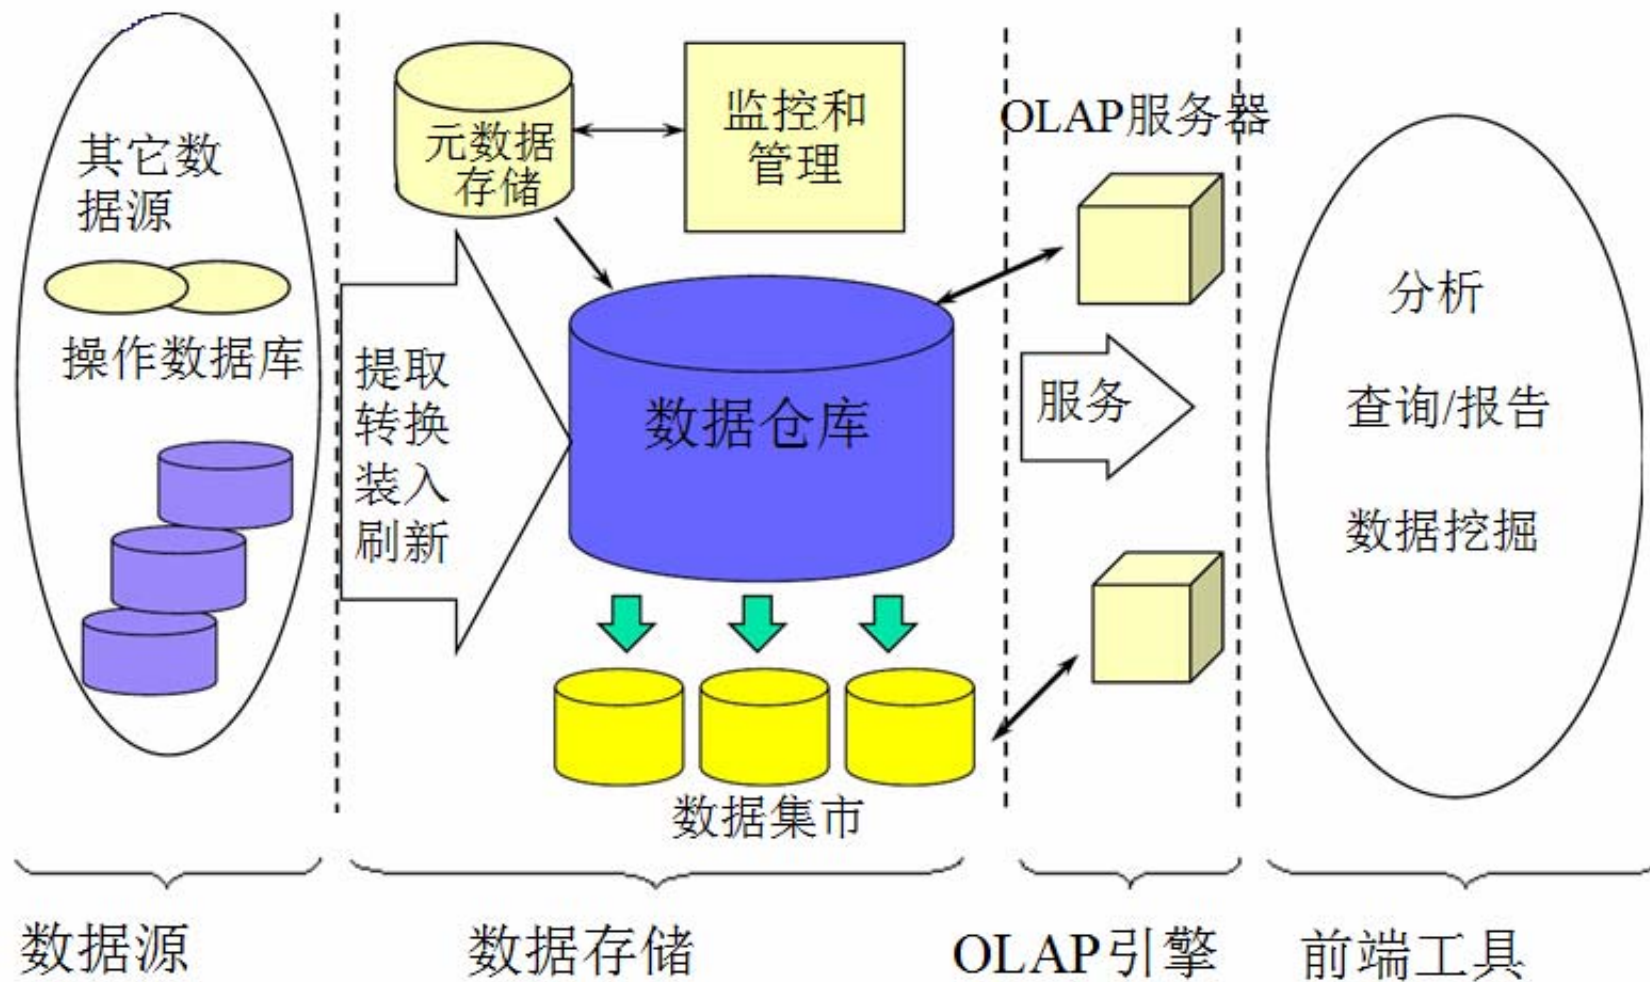 其它数
据源
操作数据库
元数据
存储
监控和
管理
提取
转换
装入
刷新
数据仓库
数据集市
OLAP服务器
服务
分析
查询/报告
数据挖掘
数据源
数据存储
OLAP引擎
前端工具